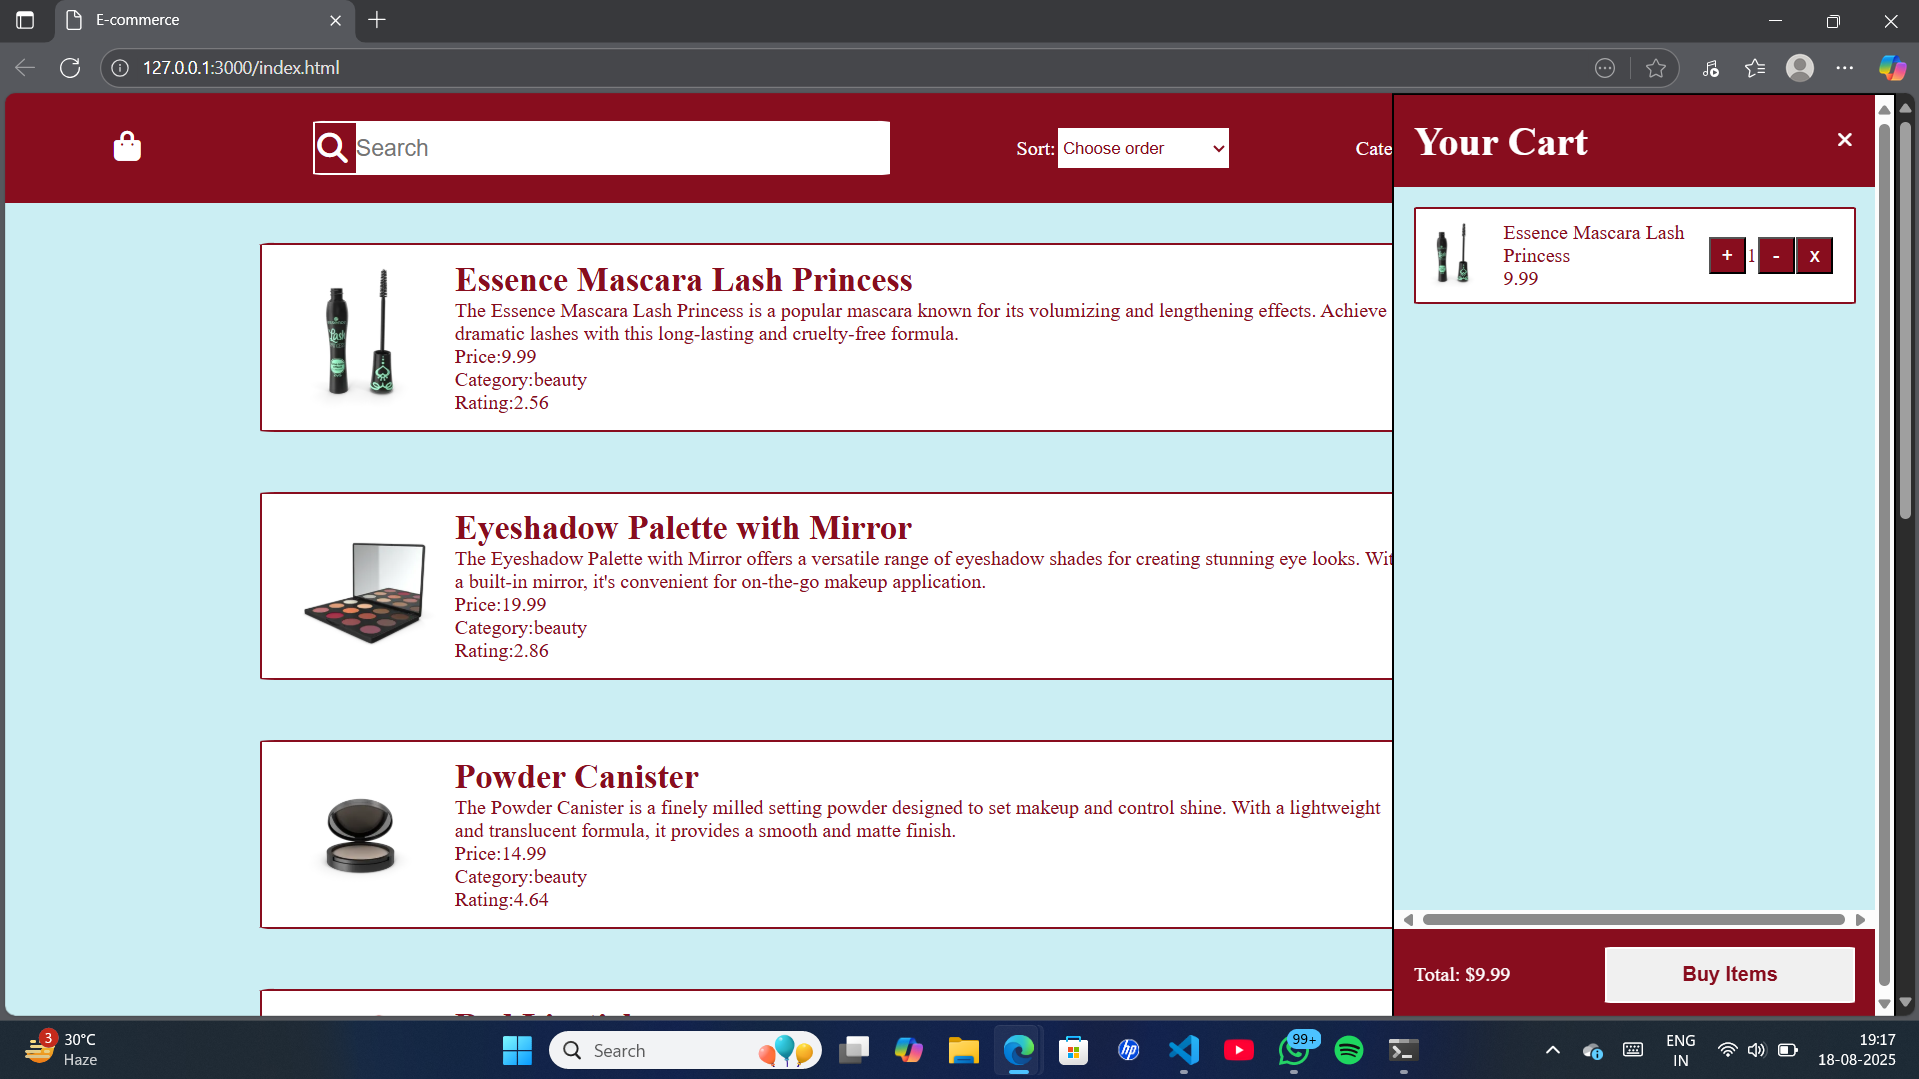 E-commerce
127.0.0.1:3000/index.html
Search
Sort: Choose order
Cate
Your Cart
Essence Mascara Lash
Princess
9.99
+ 1 - x
Essence Mascara Lash Princess
The Essence Mascara Lash Princess is a popular mascara known for its volumizing and lengthening effects. Achieve
dramatic lashes with this long-lasting and cruelty-free formula.
Price:9.99
Category:beauty
Rating:2.56
Eyeshadow Palette with Mirror
The Eyeshadow Palette with Mirror offers a versatile range of eyeshadow shades for creating stunning eye looks. Wit
a built-in mirror, it's convenient for on-the-go makeup application.
Price:19.99
Category:beauty
Rating:2.86
Powder Canister
The Powder Canister is a finely milled setting powder designed to set makeup and control shine. With a lightweight
and translucent formula, it provides a smooth and matte finish.
Price:14.99
Category:beauty
Rating:4.64
Total: $9.99
Buy Items
3
30°C
Haze
Search
hp
99+
ENG
IN
19:17
18-08-2025